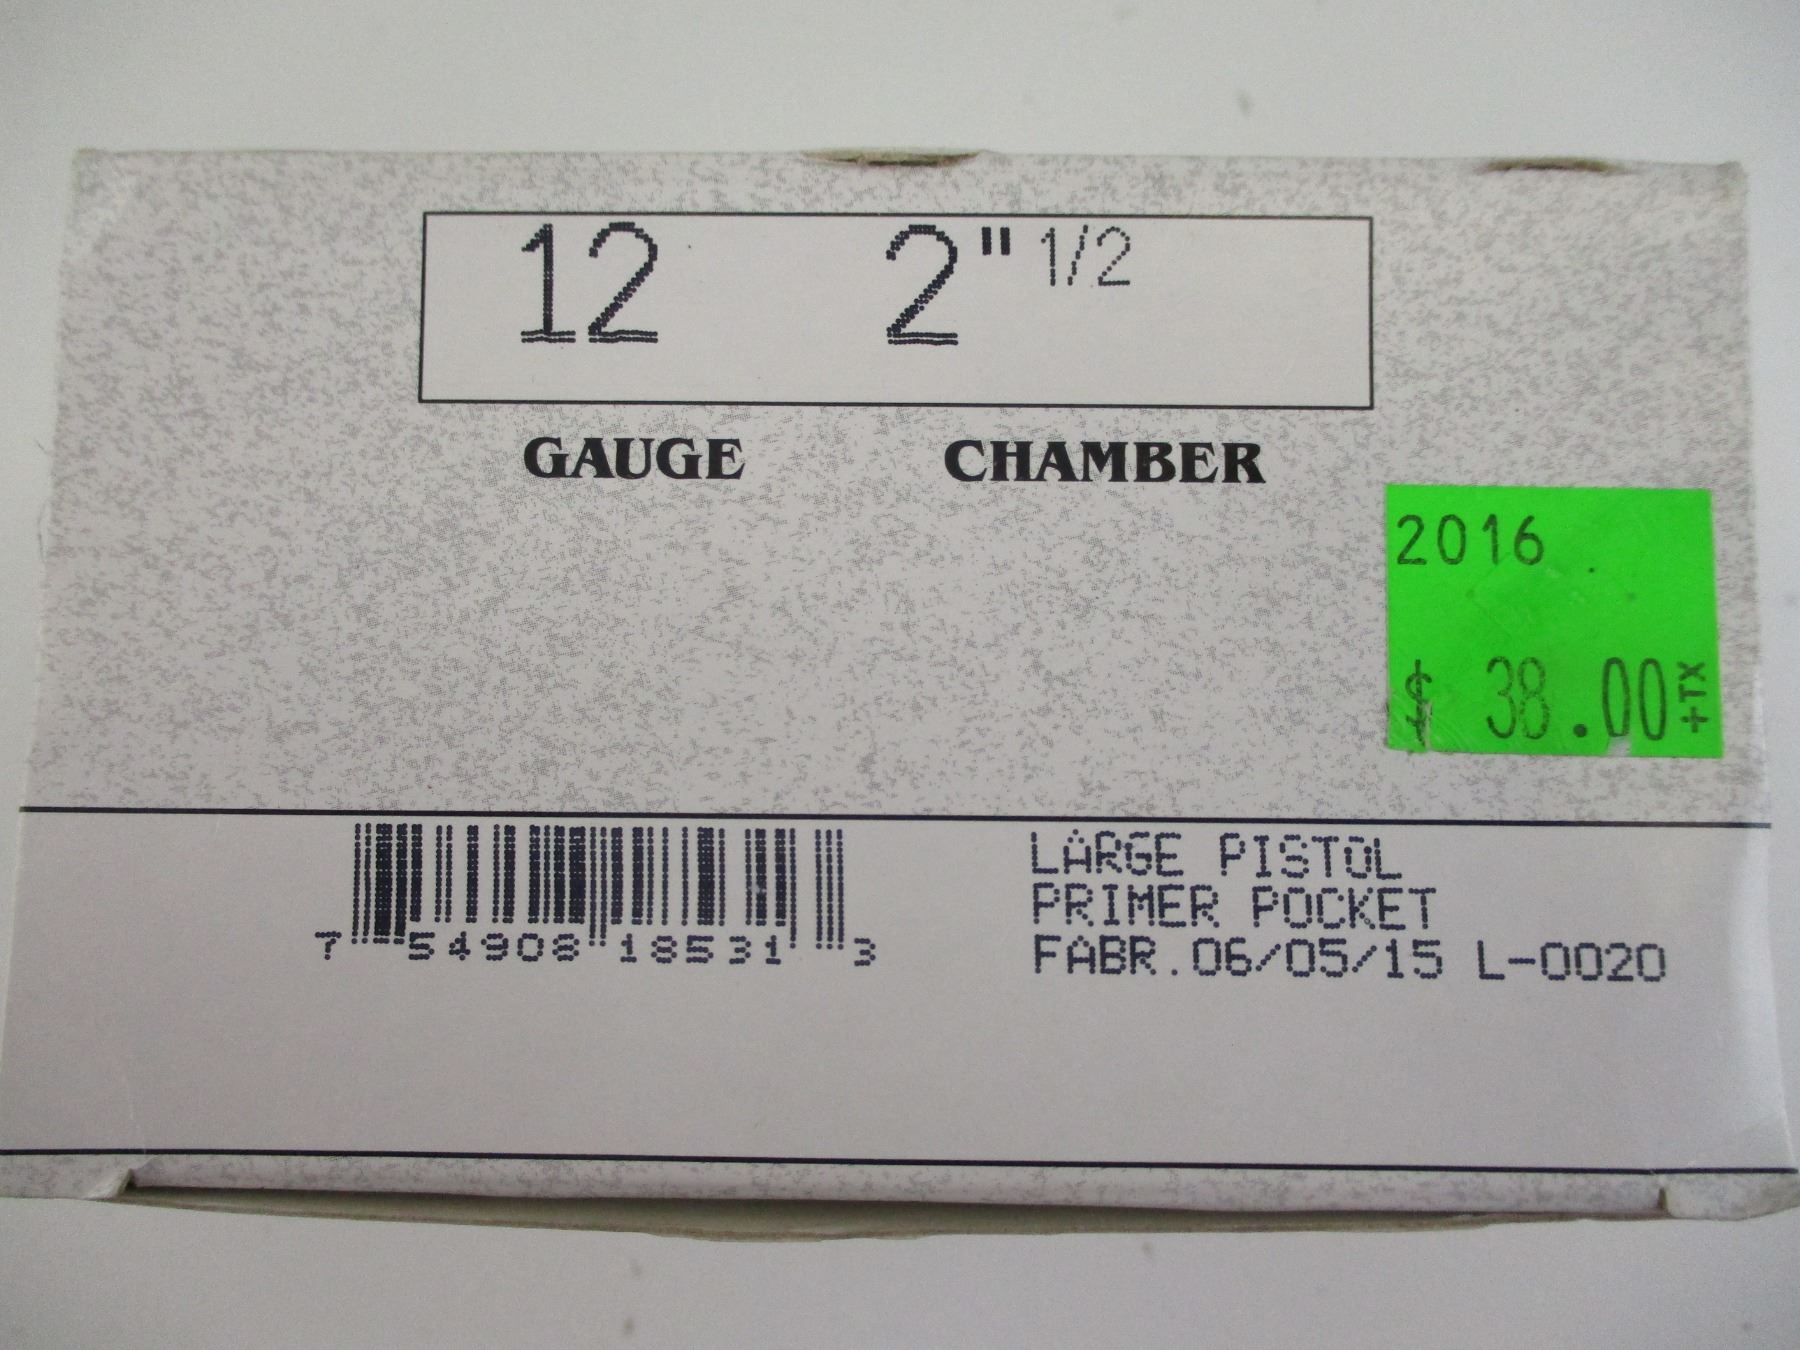 12 2" 1/2
GAUGE CHAMBER
2016
$ 38.00 +TX
LARGE PISTOL
PRIMER POCKET
FABR.06/05/15 L-0020
7 54908 18531 3